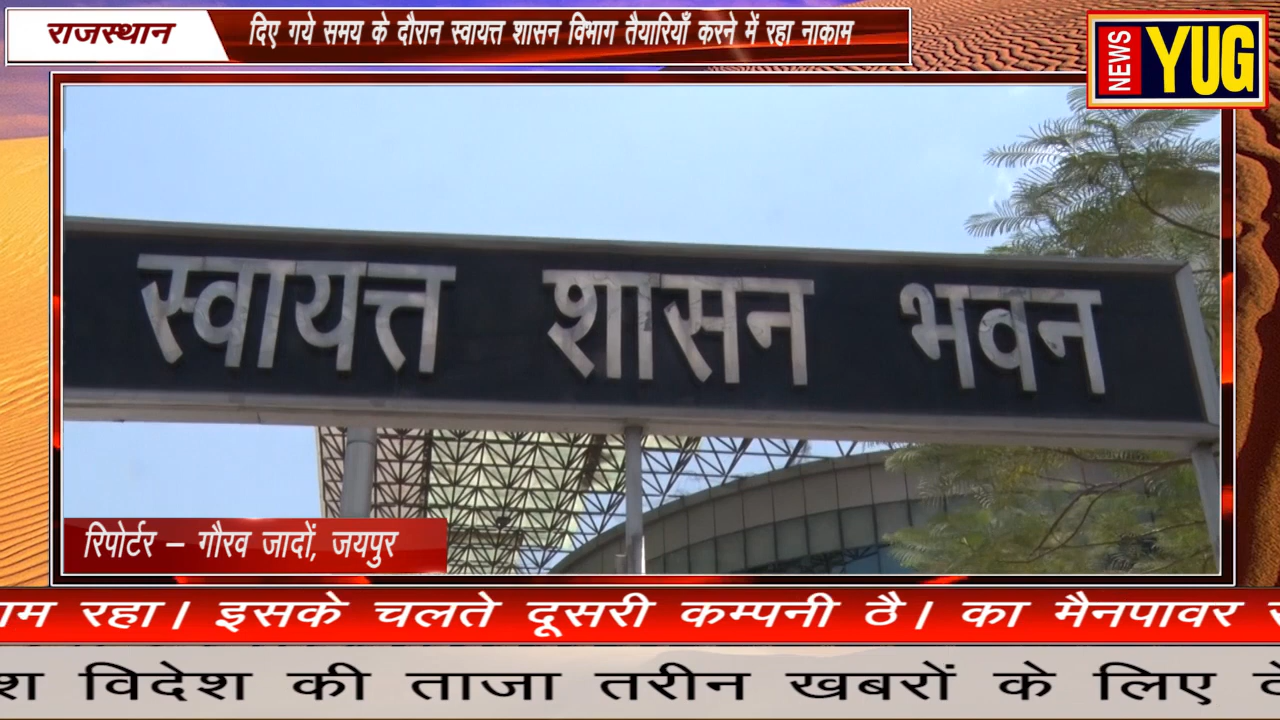 राजस्थान
दिए गये समय के दौरान स्वायत्त शासन विभाग तैयारियाँ करने में रहा नाकाम
NEWS YUG
स्वायत्त शासन भवन
रिपोर्टर – गौरव जादों, जयपुर
रहा। इसके चलते दूसरी कम्पनी ठै। का मैनपावर
विदेश की ताजा तरीन खबरों के लिए